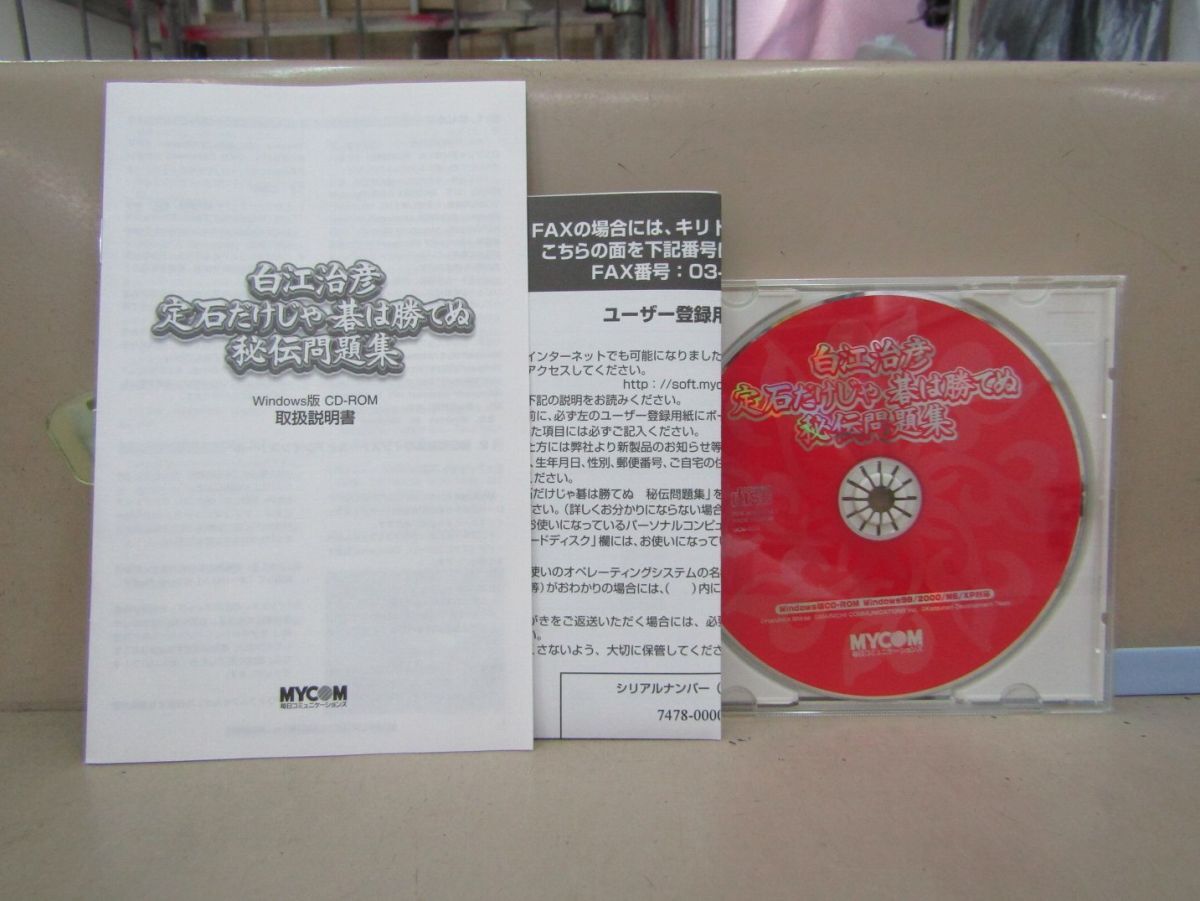 白江治彦
定石だけじゃ碁は勝てぬ
秘伝問題集
Windows版 CD-ROM
取扱説明書
MYCOM
毎日コミュニケーションズ
FAXの場合には、キリト
こちらの面を下記番号
FAX番号：03-
ユーザー登録用
インターネットでも可能になりました
アクセスしてください。
http：//soft.myc
下記の説明をお読みください。
前に、必ず左のユーザー登録用紙にボー
た項目には必ずご記入ください。
方には弊社より新製品のお知らせ等
、生年月日、性別、郵便番号、ご自宅の
ください。
だけじゃ碁は勝てぬ 秘伝問題集」を
さい。（詳しくお分かりにならない場合
お使いになっているパーソナルコンピュ
ードディスク」欄には、お使いになって
使いのオペレーティングシステムの名
等）がおわかりの場合には、（ ）内に
がきをご返送いただく場合には、必
い。
さないよう、大切に保管してくださ
シリアルナンバー（
7478-0000
白江治彦
定石だけじゃ碁は勝てぬ
秘伝問題集
Windows版CD-ROM Windows98/2000/ME/XP対応
MYCOM
毎日コミュニケーションズ